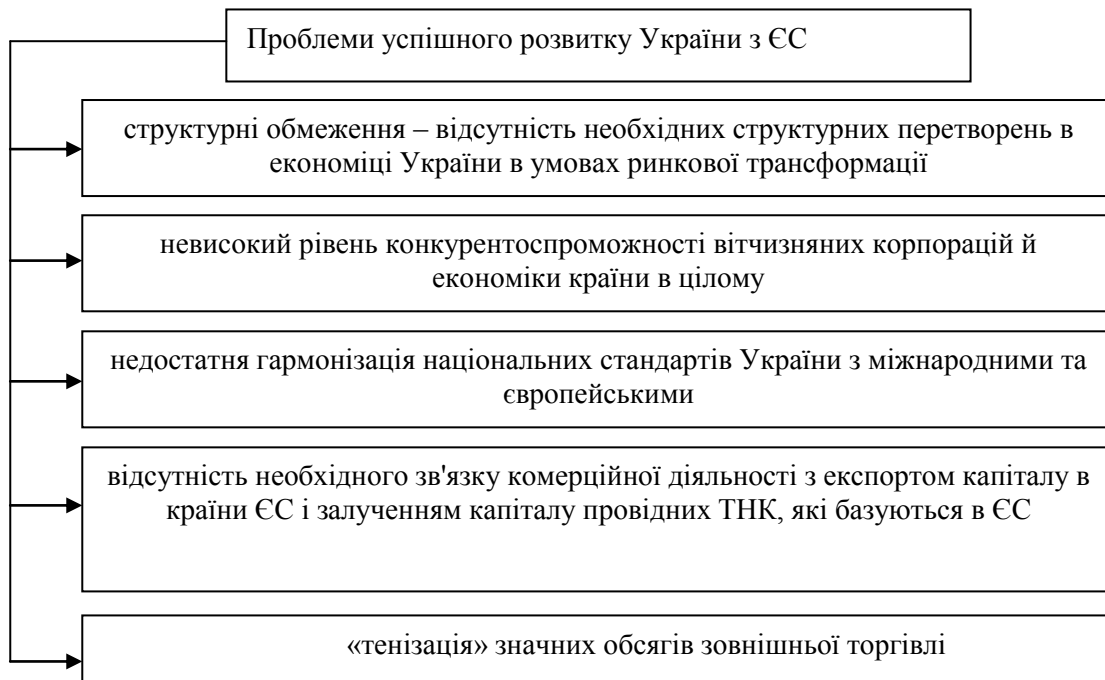 Проблеми успішного розвитку України з ЄС
структурні обмеження – відсутність необхідних структурних перетворень в
економіці України в умовах ринкової трансформації
невисокий рівень конкурентоспроможності вітчизняних корпорацій й
економіки країни в цілому
недостатня гармонізація національних стандартів України з міжнародними та
європейськими
відсутність необхідного зв'язку комерційної діяльності з експортом капіталу в
країни ЄС і залученням капіталу провідних ТНК, які базуються в ЄС
«тенізація» значних обсягів зовнішньої торгівлі